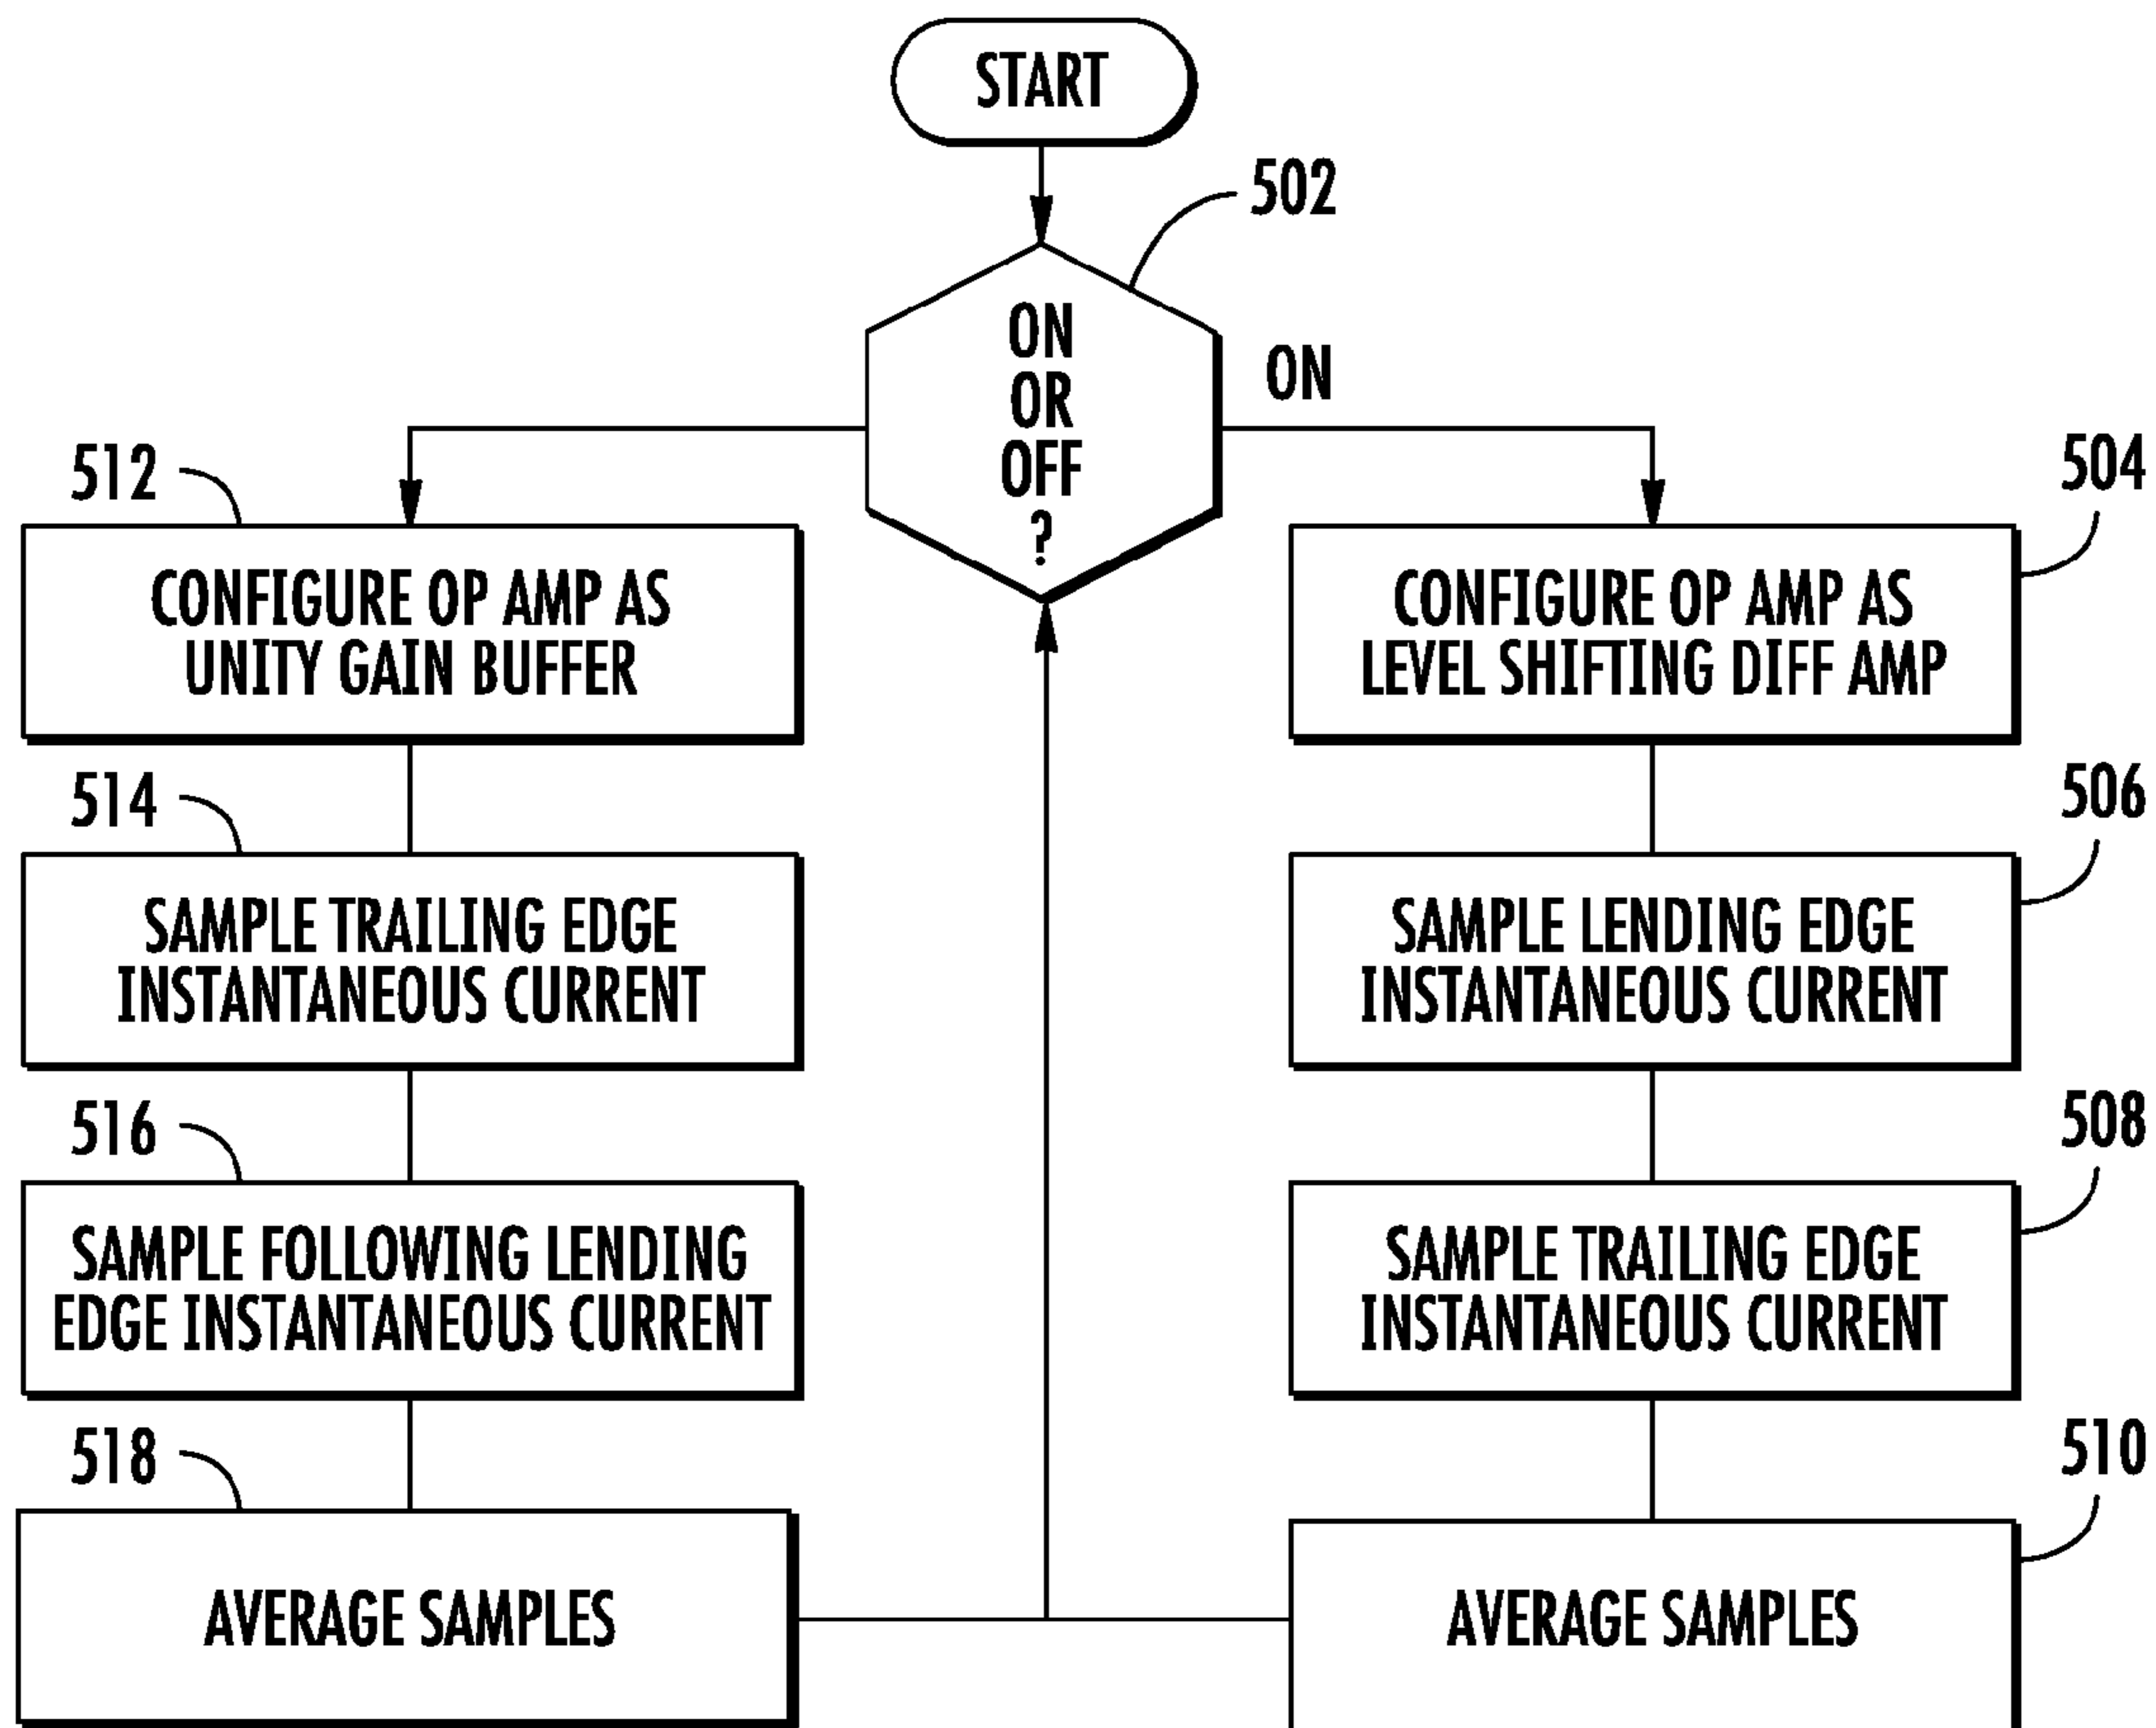 START
502
ON
OR
OFF
?
ON
512
CONFIGURE OP AMP AS
UNITY GAIN BUFFER
504
CONFIGURE OP AMP AS
LEVEL SHIFTING DIFF AMP
514
SAMPLE TRAILING EDGE
INSTANTANEOUS CURRENT
506
SAMPLE LENDING EDGE
INSTANTANEOUS CURRENT
516
SAMPLE FOLLOWING LENDING
EDGE INSTANTANEOUS CURRENT
508
SAMPLE TRAILING EDGE
INSTANTANEOUS CURRENT
518
AVERAGE SAMPLES
510
AVERAGE SAMPLES